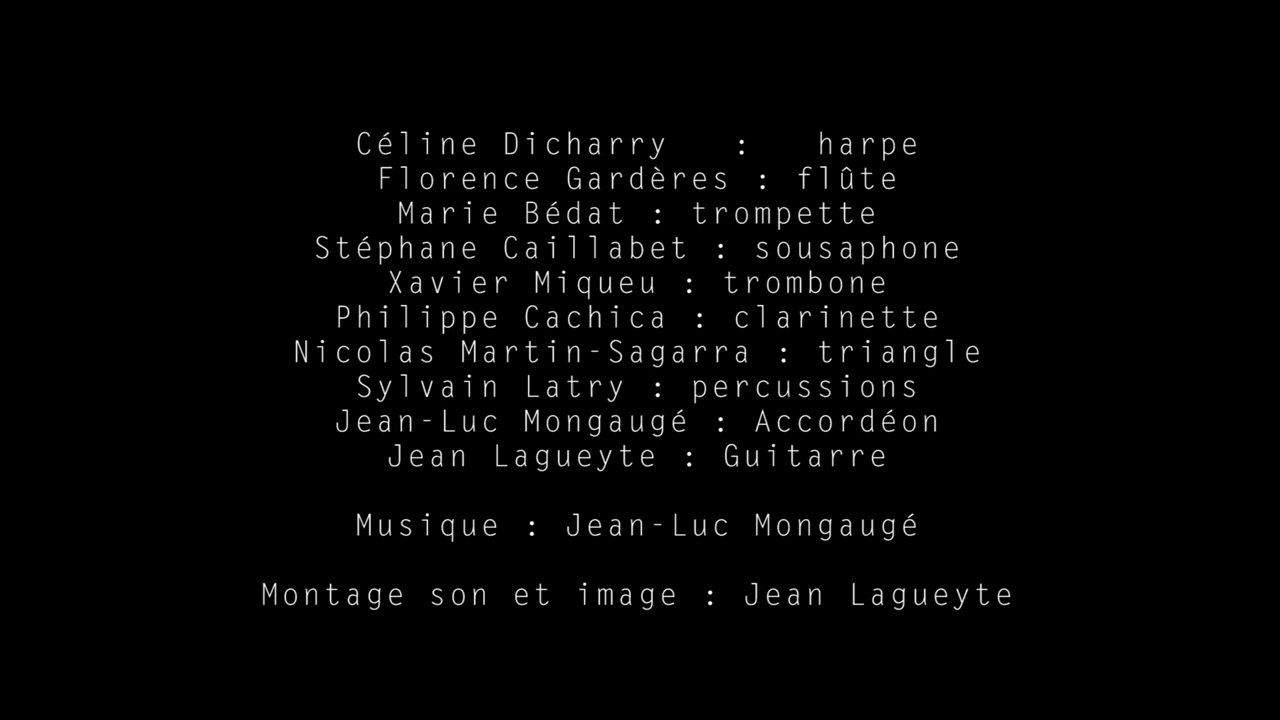 Céline Dicharry : harpe
Florence Gardères : flûte
Marie Bédat : trompette
Stéphane Caillabet : sousaphone
Xavier Miqueu : trombone
Philippe Cachica : clarinette
Nicolas Martin-Sagarra : triangle
Sylvain Latry : percussions
Jean-Luc Mongaugé : Accordéon
Jean Lagueyte : Guitarre
Musique : Jean-Luc Mongaugé
Montage son et image : Jean Lagueyte